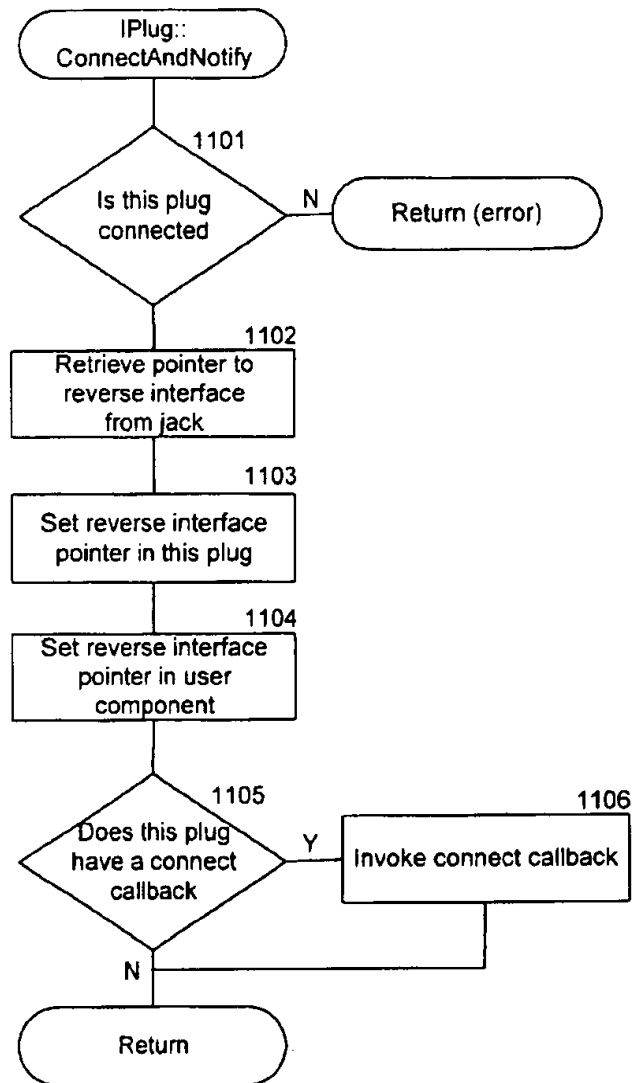 IPlug::
ConnectAndNotify
1101
Is this plug
connected
N
Return (error)
1102
Retrieve pointer to
reverse interface
from jack
1103
Set reverse interface
pointer in this plug
1104
Set reverse interface
pointer in user
component
1105
Does this plug
have a connect
callback
Y
1106
Invoke connect callback
N
Return